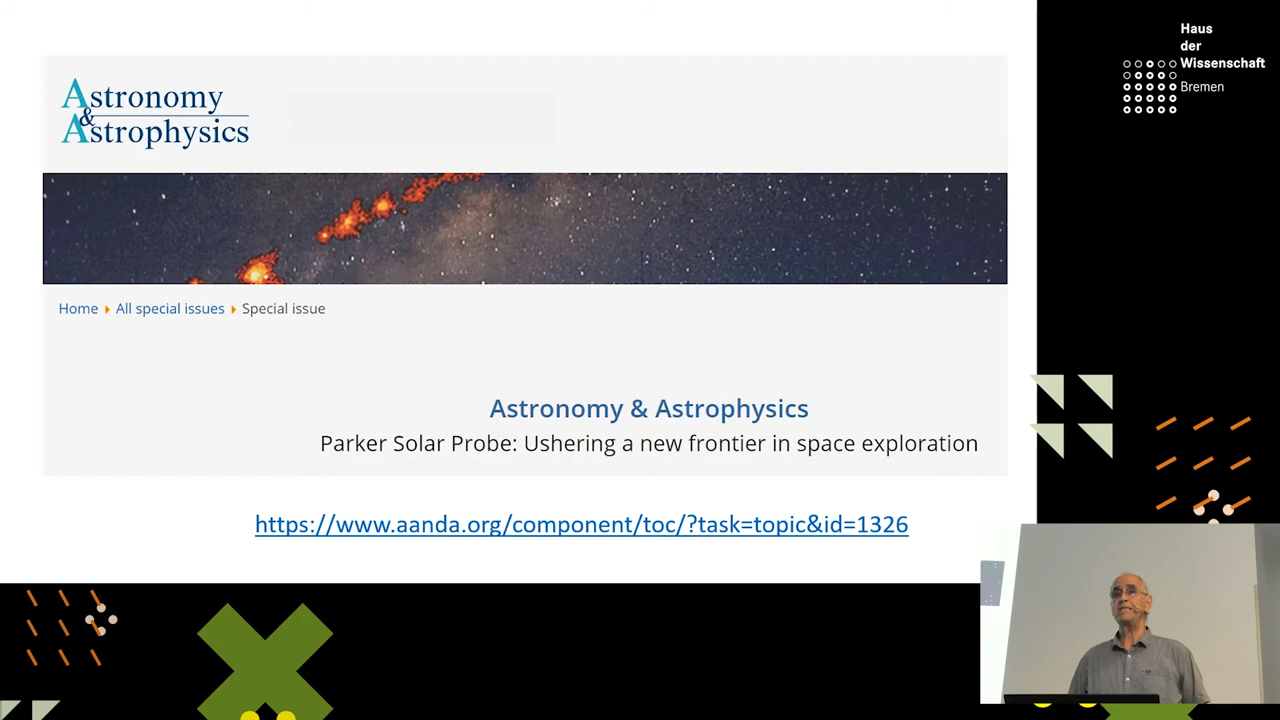 Astronomy
&
Astrophysics
Home All special issues Special issue
Astronomy & Astrophysics
Parker Solar Probe: Ushering a new frontier in space exploration
https://www.aanda.org/component/toc/?task=topic&id=1326
Haus
der
Wissenschaft
Bremen